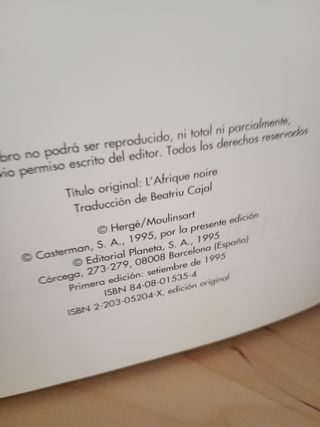 bro no podrá ser reproducido, ni total ni parcialmente,
vio permiso escrito del editor. Todos los derechos reservados
Título original: L'Afrique noire
Traducción de Beatriu Cajal
© Hergé/Moulinsart
© Casterman, S. A., 1995, por la presente edición
© Editorial Planeta, S. A., 1995
Córcega, 273-279, 08008 Barcelona (España)
Primera edición: setiembre de 1995
ISBN 84-08-01535-4
ISBN 2-203-05204-X, edición original